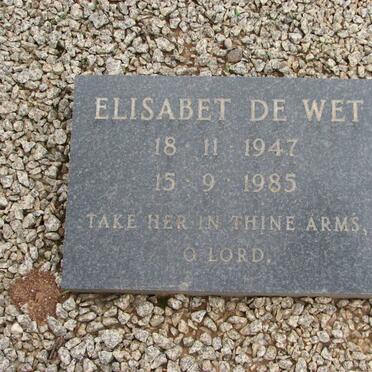 ELISABET DE WET
18 · 11 · 1947
15 · 9 · 1985
TAKE HER IN THINE ARMS,
O LORD.